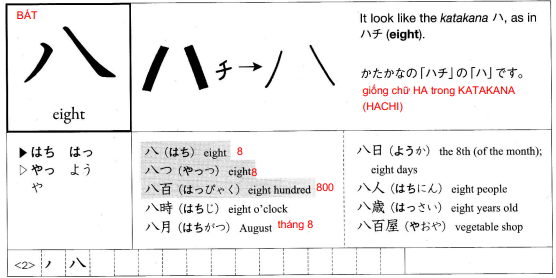 BÁT
八
eight
ハチ→八
It look like the katakana ハ, as in
ハチ (eight).
かたかなの「ハチ」の「ハ」です。
giống chữ HA trong KATAKANA
(HACHI)
▶はち はっ
▷やっ よう
や
八（はち）eight 8
八つ（やっつ）eight8
八百（はっぴゃく）eight hundred 800
八時（はちじ）eight o'clock
八月（はちがつ）August tháng 8
八日（ようか）the 8th (of the month);
eight days
八人（はちにん）eight people
八歳（はっさい）eight years old
八百屋（やおや）vegetable shop
<2> ノ 八